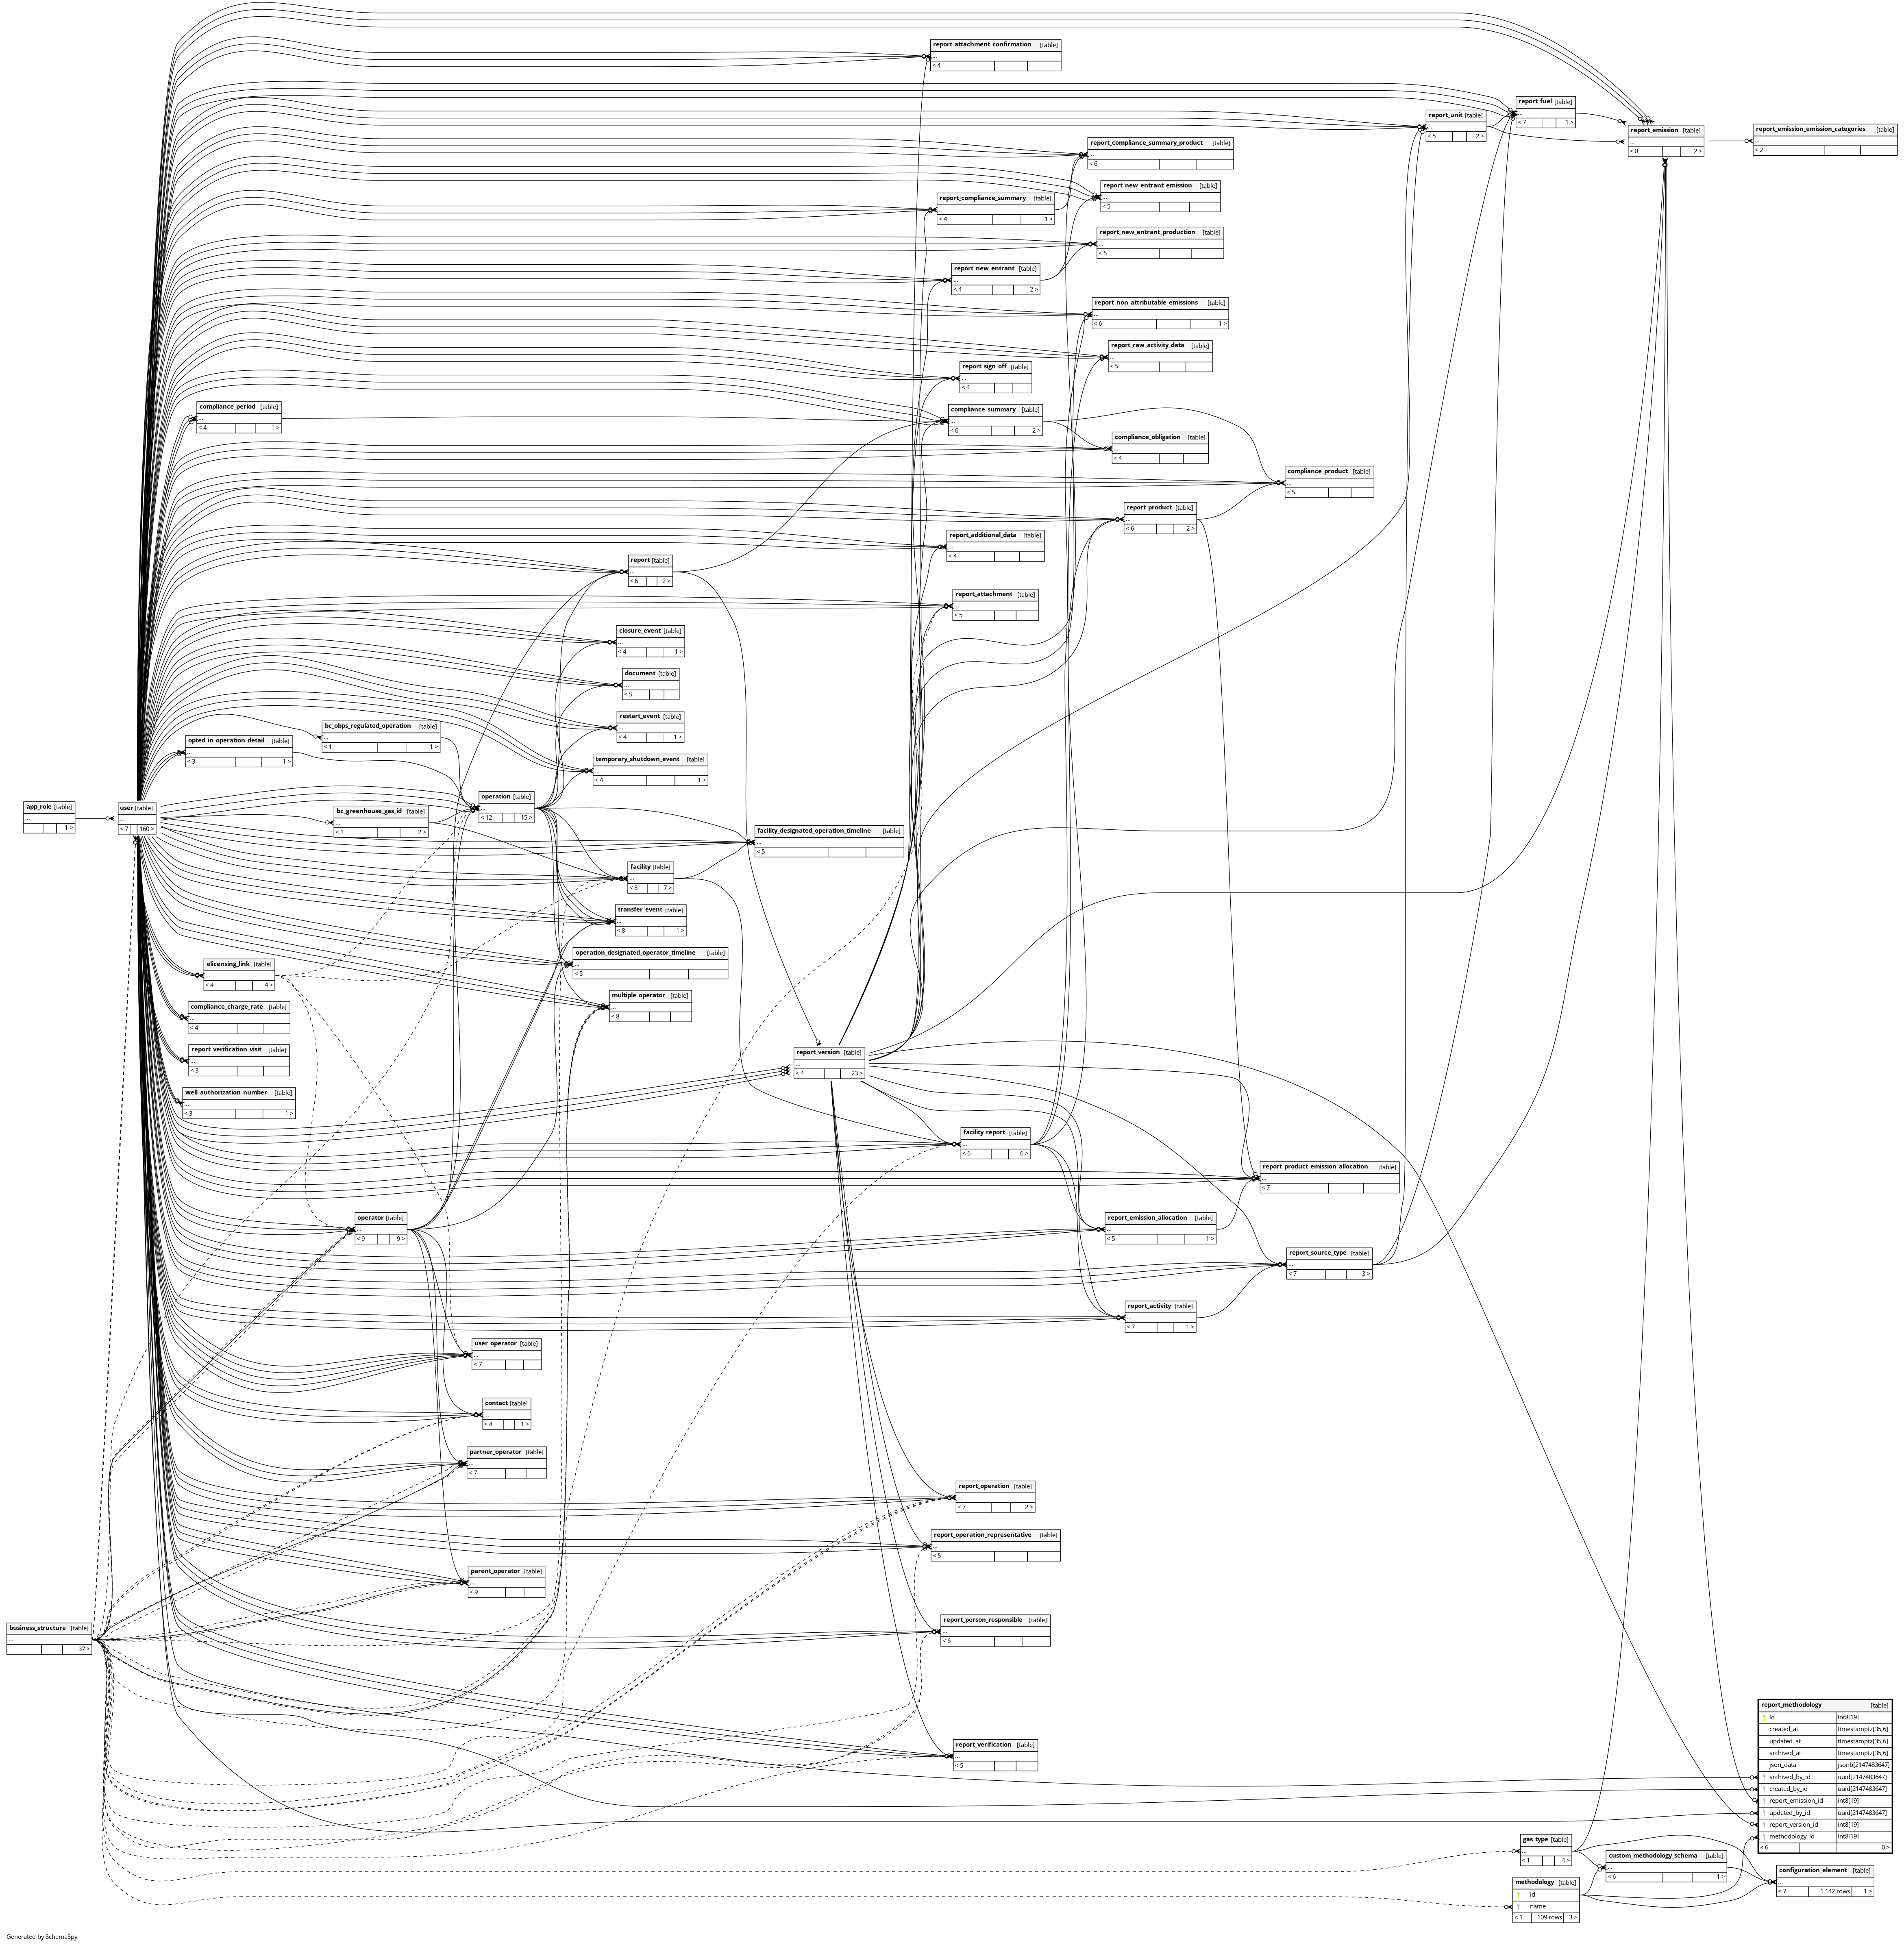 report_attachment_confirmation [table]
...
< 4
report_fuel [table]
...
< 7 1 >
report_unit [table]
...
< 5 2 >
report_emission [table]
...
< 8 2 >
report_emission_emission_categories [table]
...
< 2
report_compliance_summary_product [table]
...
< 6
report_new_entrant_emission [table]
...
< 5
report_compliance_summary [table]
...
< 4 1 >
report_new_entrant_production [table]
...
< 5
report_new_entrant [table]
...
< 4 2 >
report_non_attributable_emissions [table]
...
< 6 1 >
report_raw_activity_data [table]
...
< 5
report_sign_off [table]
...
< 4
compliance_period [table]
...
< 4 1 >
compliance_summary [table]
...
< 6 2 >
compliance_obligation [table]
...
< 4
compliance_product [table]
...
< 5
report_product [table]
...
< 6 2 >
report_additional_data [table]
...
< 4
report [table]
...
< 6 2 >
report_attachment [table]
...
< 5
closure_event [table]
...
< 4 1 >
document [table]
...
< 5
restart_event [table]
...
< 4 1 >
bc_obps_regulated_operation [table]
...
< 1 1 >
opted_in_operation_detail [table]
...
< 3 1 >
temporary_shutdown_event [table]
...
< 4 1 >
operation [table]
...
< 12 15 >
app_role [table]
...
1 >
user [table]
...
< 7 160 >
bc_greenhouse_gas_id [table]
...
< 1 2 >
facility_designated_operation_timeline [table]
...
< 5
facility [table]
...
< 8 7 >
transfer_event [table]
...
< 8 1 >
operation_designated_operator_timeline [table]
...
< 5
elicensing_link [table]
...
< 4 4 >
multiple_operator [table]
...
< 8
compliance_charge_rate [table]
...
< 4
report_verification_visit [table]
...
< 3
report_version [table]
...
< 4 23 >
well_authorization_number [table]
...
< 3 1 >
facility_report [table]
...
< 6 6 >
report_product_emission_allocation [table]
...
< 7
operator [table]
...
< 9 9 >
report_emission_allocation [table]
...
< 5 1 >
report_source_type [table]
...
< 7 3 >
report_activity [table]
...
< 7 1 >
user_operator [table]
...
< 7
contact [table]
...
< 8 1 >
partner_operator [table]
...
< 7
report_operation [table]
...
< 7 2 >
report_operation_representative [table]
...
< 5
parent_operator [table]
...
< 9
business_structure [table]
...
37 >
report_person_responsible [table]
...
< 6
report_verification [table]
...
< 5
report_methodology [table]
id int8[19]
created_at timestamptz[35,6]
updated_at timestamptz[35,6]
archived_at timestamptz[35,6]
json_data jsonb[2147483647]
archived_by_id uuid[2147483647]
created_by_id uuid[2147483647]
report_emission_id int8[19]
updated_by_id uuid[2147483647]
report_version_id int8[19]
methodology_id int8[19]
< 6 0 >
gas_type [table]
...
< 1 4 >
custom_methodology_schema [table]
...
< 6 1 >
configuration_element [table]
...
< 7 1,142 rows 1 >
methodology [table]
id
name
< 1 109 rows 3 >
Generated by SchemaSpy